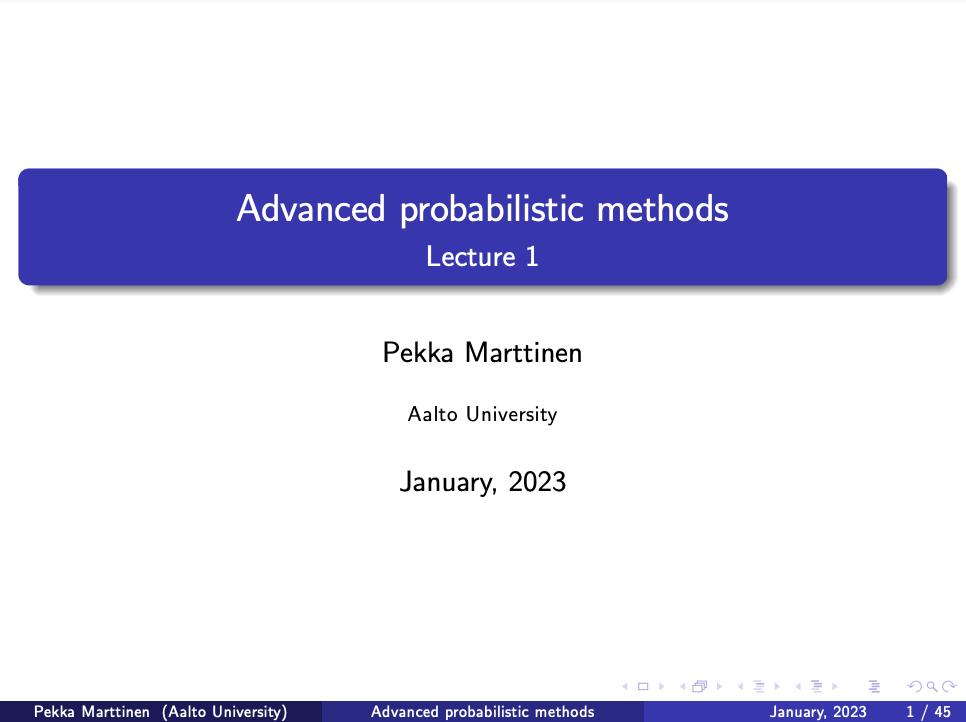 Advanced probabilistic methods
Lecture 1
Pekka Marttinen
Aalto University
January, 2023
Pekka Marttinen (Aalto University) Advanced probabilistic methods January, 2023 1 / 45